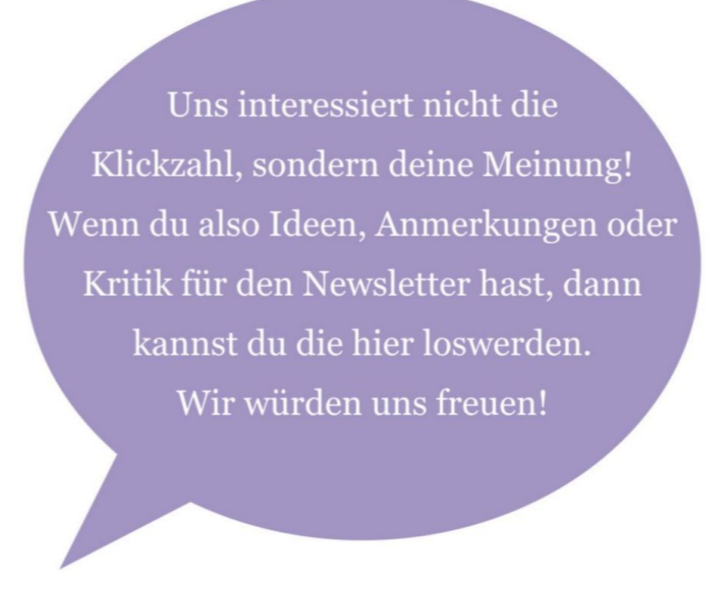 Uns interessiert nicht die
Klickzahl, sondern deine Meinung!
Wenn du also Ideen, Anmerkungen oder
Kritik für den Newsletter hast, dann
kannst du die hier loswerden.
Wir würden uns freuen!